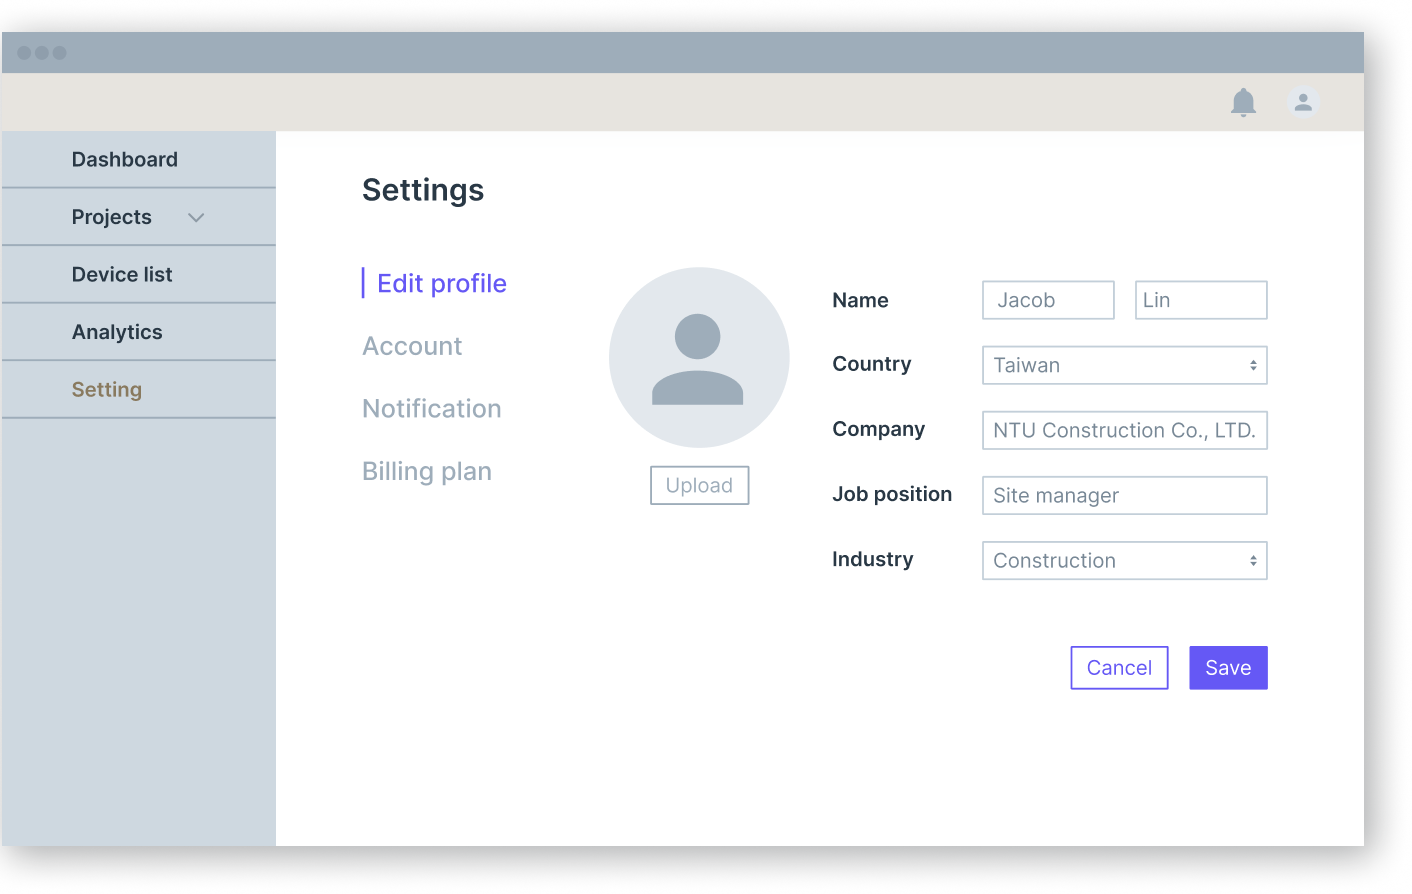 Dashboard
Projects
Device list
Analytics
Setting
Settings
Edit profile
Account
Notification
Billing plan
Upload
Name Jacob Lin
Country Taiwan
Company NTU Construction Co., LTD.
Job position Site manager
Industry Construction
Cancel Save